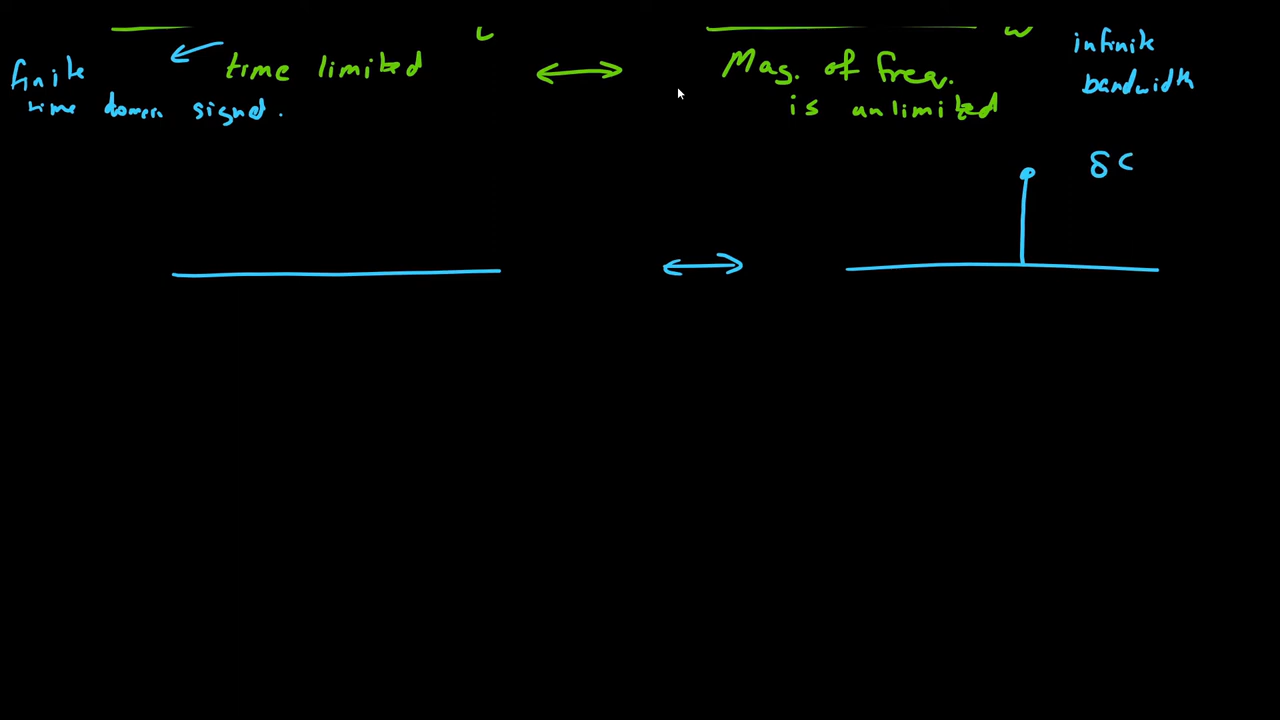 t
w
infinite
finite time limited Mag. of freq.
bandwidth
time domain signal. is unlimited
δ(